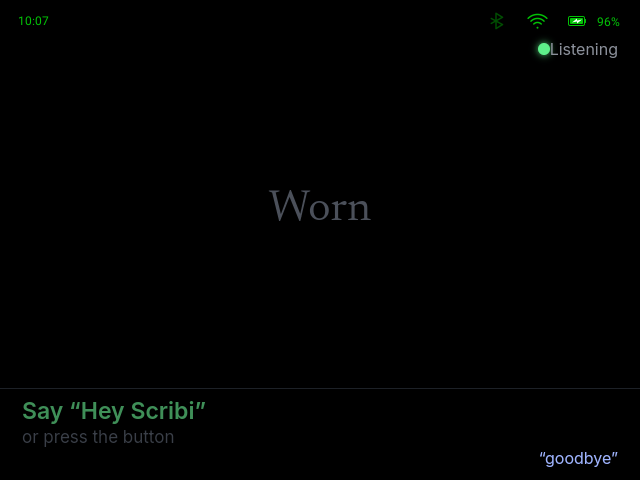 10:07
96%
Listening
Worn
Say “Hey Scribi”
or press the button
“goodbye”